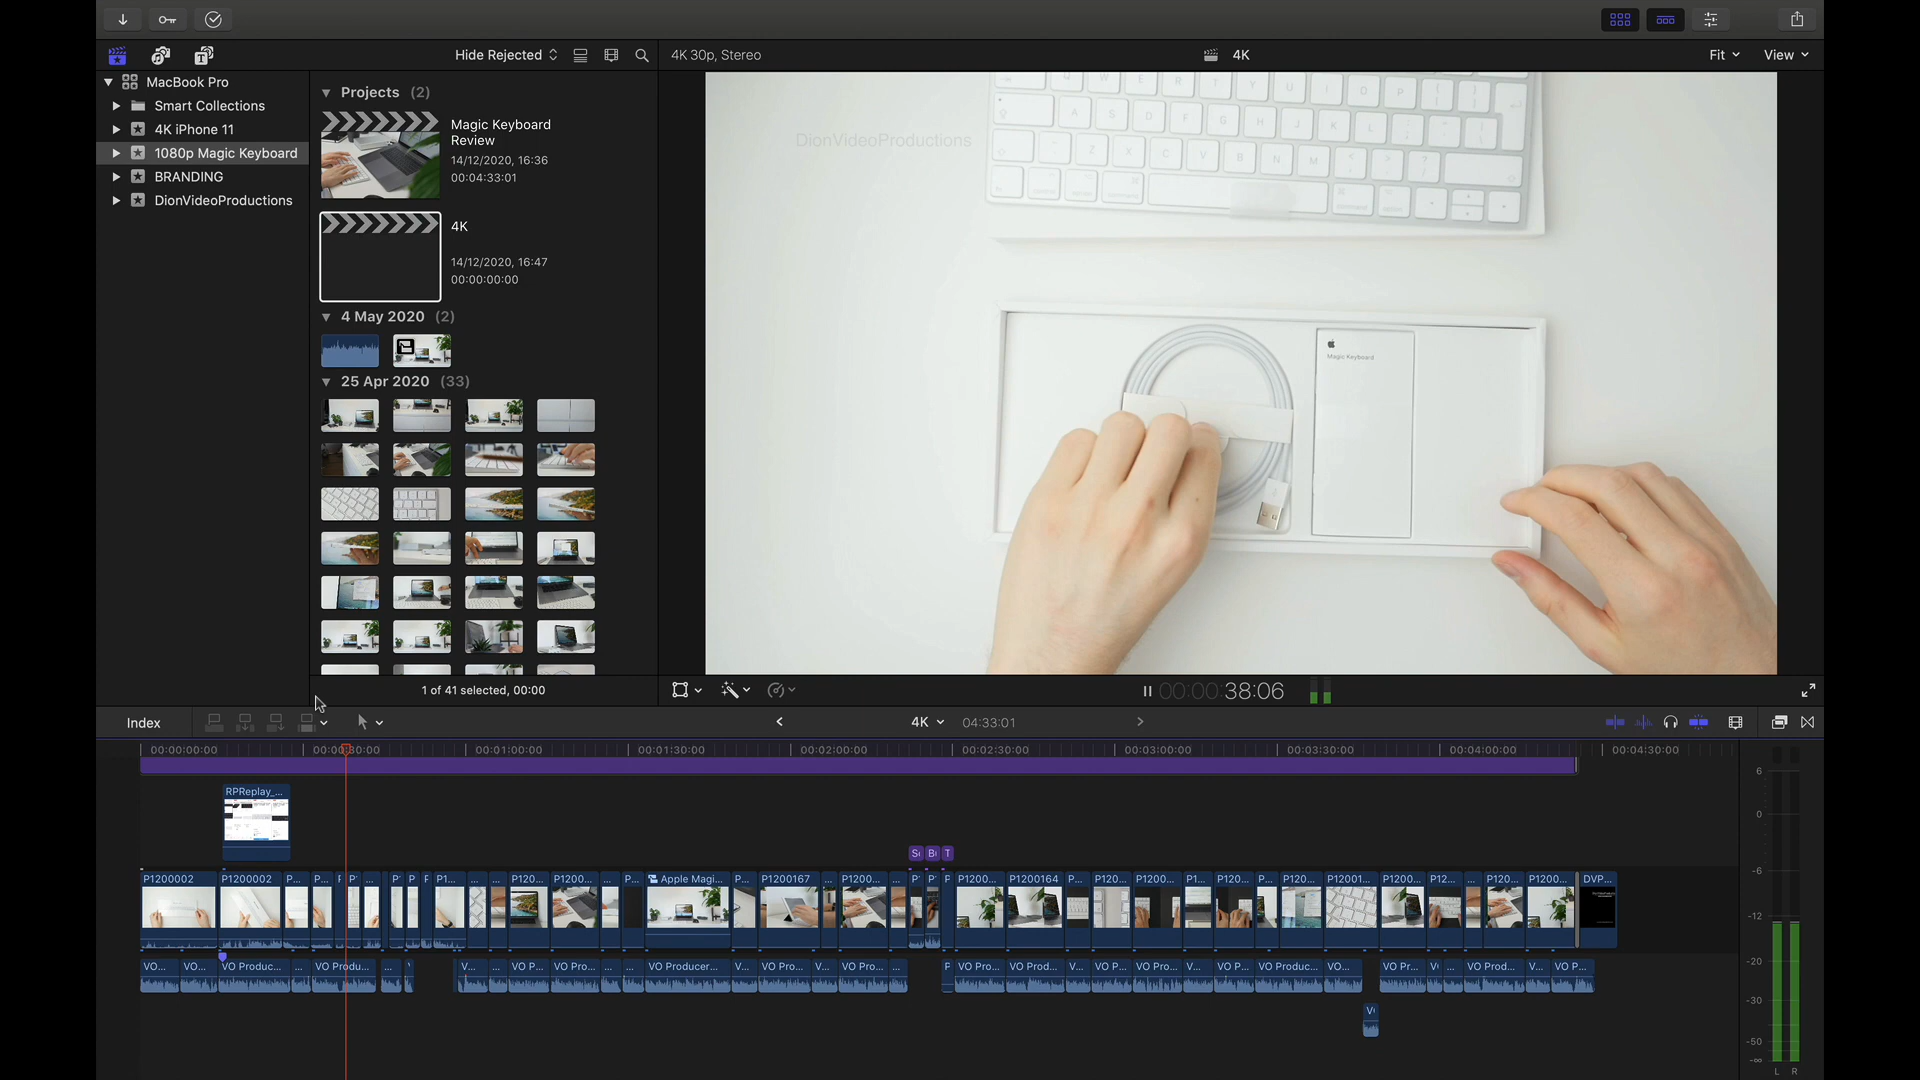 Hide Rejected
4K 30p, Stereo
4K
Fit
View
MacBook Pro
Smart Collections
4K iPhone 11
1080p Magic Keyboard
BRANDING
DionVideoProductions
Projects (2)
Magic Keyboard
Review
14/12/2020, 16:36
00:04:33:01
4K
14/12/2020, 16:47
00:00:00:00
4 May 2020 (2)
25 Apr 2020 (33)
1 of 41 selected, 00:00
DionVideoProductions
Magic Keyboard
00:00:38:06
Index
4K
04:33:01
00:00:00:00
00:00:30:00
00:01:00:00
00:01:30:00
00:02:00:00
00:02:30:00
00:03:00:00
00:03:30:00
00:04:00:00
00:04:30:00
RPReplay_...
S
B
T
P1200002
P1200002
P...
P...
P
P
...
P
P
P
P1...
...
...
P120...
P1200...
...
P...
Apple Magi...
P...
P1200167
...
P1200...
...
P
P
P
P1200...
P1200164
P...
P120...
P1200...
P1...
P120...
P...
P120...
P12001...
P1200...
P12...
...
P120...
P1200...
DVP...
VO...
VO...
VO Produc...
...
VO Produ...
...
V...
VO P...
VO Pro...
...
...
VO Producer...
V...
VO Pro...
V...
VO Pro...
...
P
VO Pro...
VO Prod...
V...
VO P...
VO Pro...
V...
VO P...
VO Produc...
VO...
VO Pr...
V
...
VO Prod...
V...
VO P...
V
6
0
-6
-12
-20
-30
-50
-∞
L R